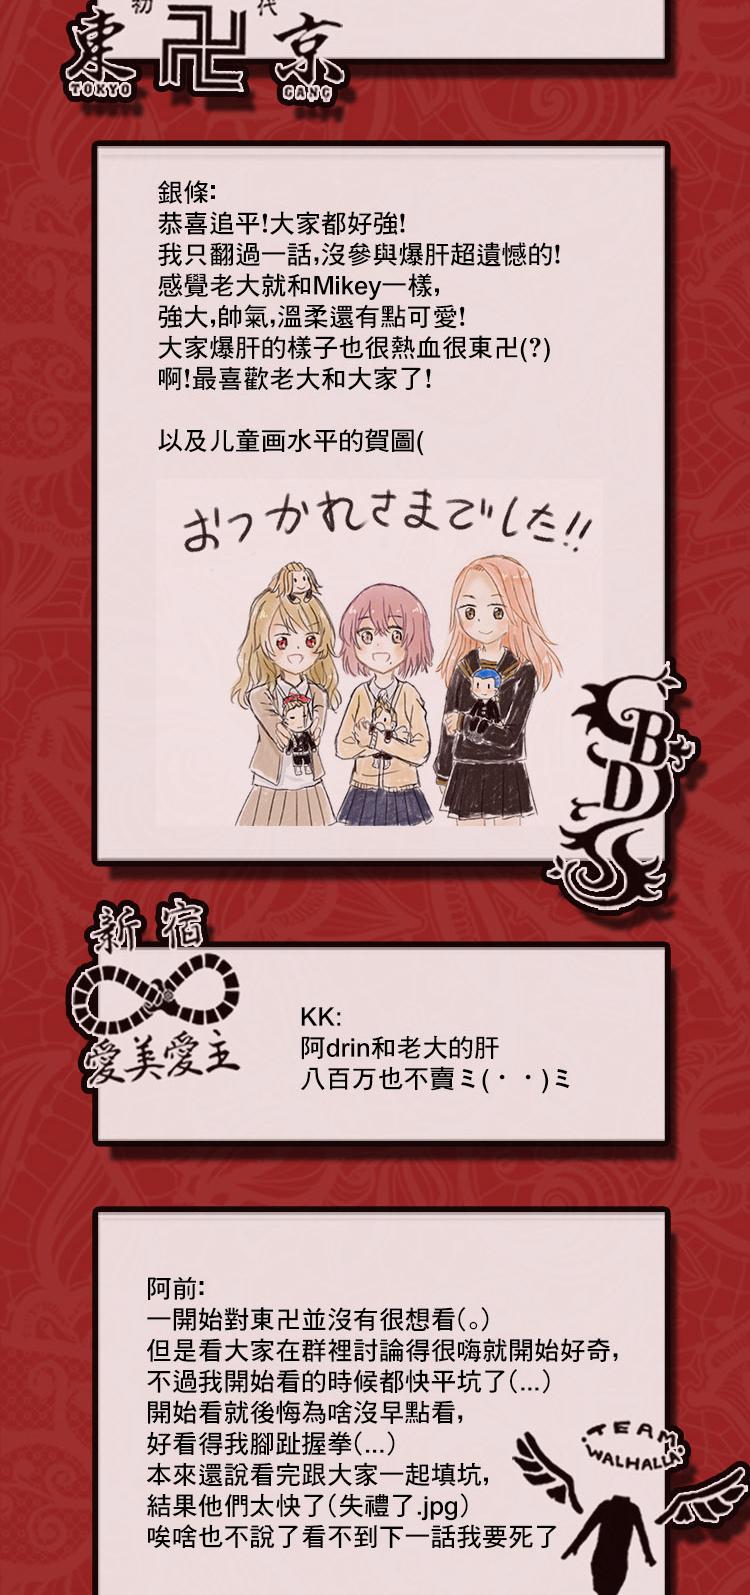 初 代
東卍京
TOKYO GANG
銀條:
恭喜追平!大家都好強!
我只翻過一話,沒參與爆肝超遺憾的!
感覺老大就和Mikey一樣,
強大,帥氣,溫柔還有點可愛!
大家爆肝的樣子也很熱血很東卍(?)
啊!最喜歡老大和大家了!
以及儿童画水平的賀圖(
おつかれさまでした!!
BD
新宿
愛美愛主
KK:
阿drin和老大的肝
八百万也不賣ミ(・・)ミ
阿前:
一開始對東卍並沒有很想看(。)
但是看大家在群裡討論得很嗨就開始好奇,
不過我開始看的時候都快平坑了(...)
開始看就後悔為啥沒早點看,
好看得我腳趾握拳(...)
本來還說看完跟大家一起填坑,
結果他們太快了(失禮了.jpg)
唉啥也不說了看不到下一話我要死了
TEAM
WALHALLA